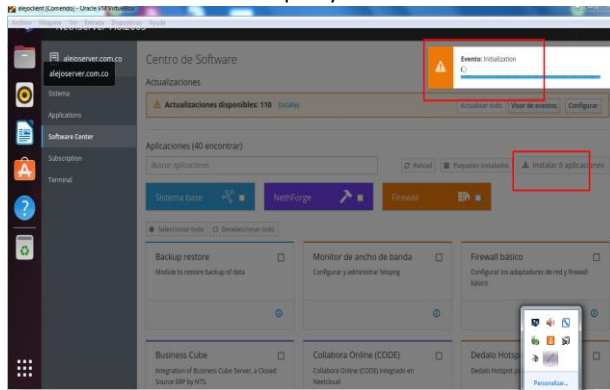 alejoclient [Corriendo] - Oracle VM VirtualBox
Archivo Máquina Ver Entrada Dispositivos Ayuda
alejoserver.com.co
alejoserver.com.co
Sistema
Applications
Software Center
Subscription
Terminal
Centro de Software
Evento: Initialization
Actualizaciones
Actualizaciones disponibles: 110 Detalles
Actualizar todo
Visor de eventos
Configurar
Aplicaciones (40 encontrar)
Buscar aplicaciones
Reload
Paquetes instalados
Instalar 0 aplicaciones
Sistema base
NethForge
Firewall
Seleccionar todo
Deseleccionar todo
Backup restore
Module to restore backup of data
Monitor de ancho de banda
Configurar y administrar Ntopng
Firewall básico
Configurar los adaptadores de red y firewall
básico.
Business Cube
Integration of Business Cube Server, a Closed
Source ERP by NTS.
Collabora Online (CODE)
Collabora Online (CODE) integrado en
Nextcloud
Dedalo Hotsp
Dedalo Hotspot
Personalizar...